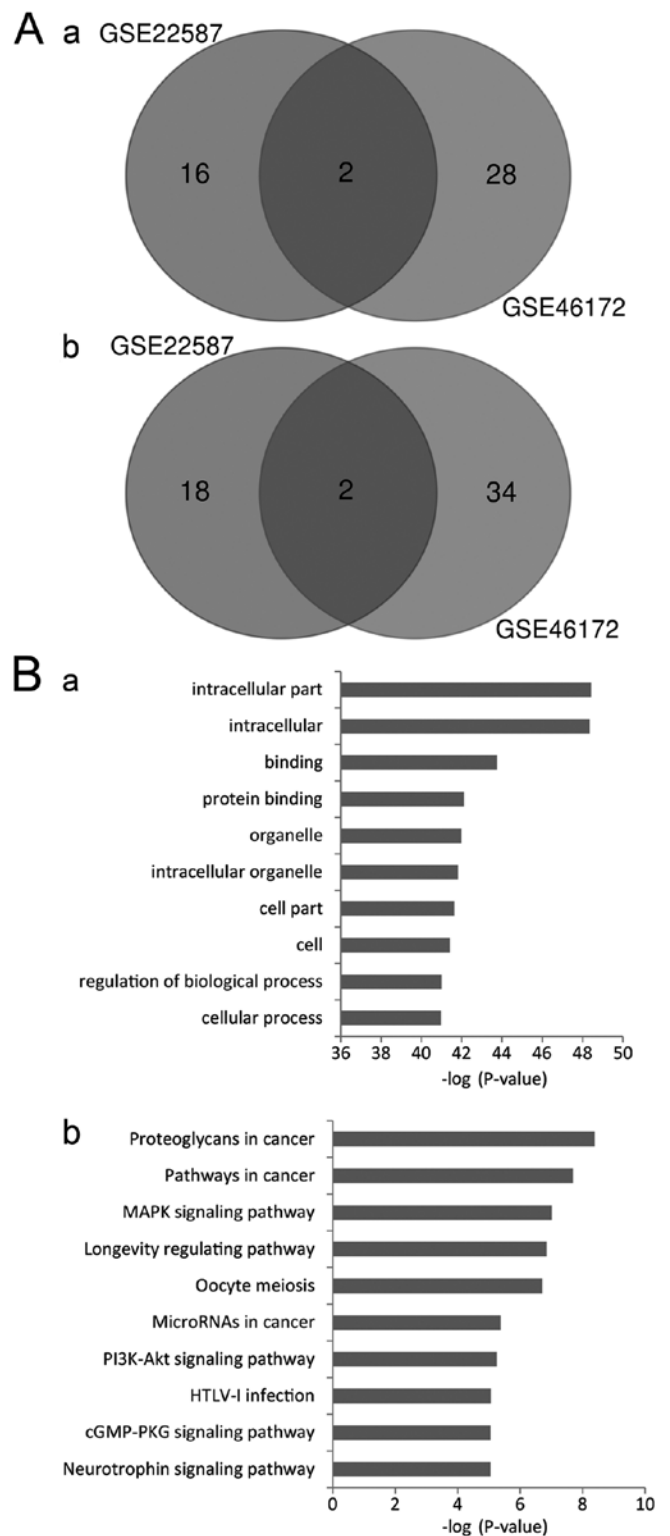 A a
GSE22587
16
2
28
GSE46172
b
GSE22587
18
2
34
GSE46172
B a
intracellular part
intracellular
binding
protein binding
organelle
intracellular organelle
cell part
cell
regulation of biological process
cellular process
36 38 40 42 44 46 48 50
-log (P-value)
b
Proteoglycans in cancer
Pathways in cancer
MAPK signaling pathway
Longevity regulating pathway
Oocyte meiosis
MicroRNAs in cancer
PI3K-Akt signaling pathway
HTLV-I infection
cGMP-PKG signaling pathway
Neurotrophin signaling pathway
0 2 4 6 8 10
-log (P-value)